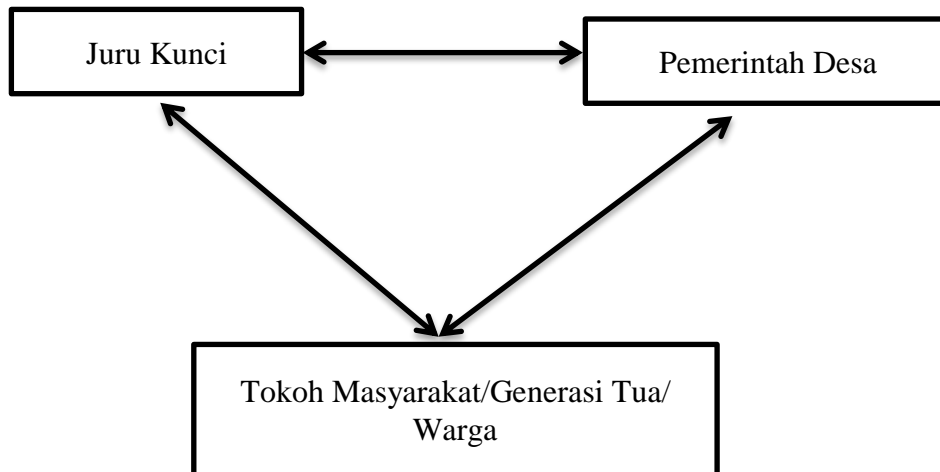 Juru Kunci
Pemerintah Desa
Tokoh Masyarakat/Generasi Tua/
Warga